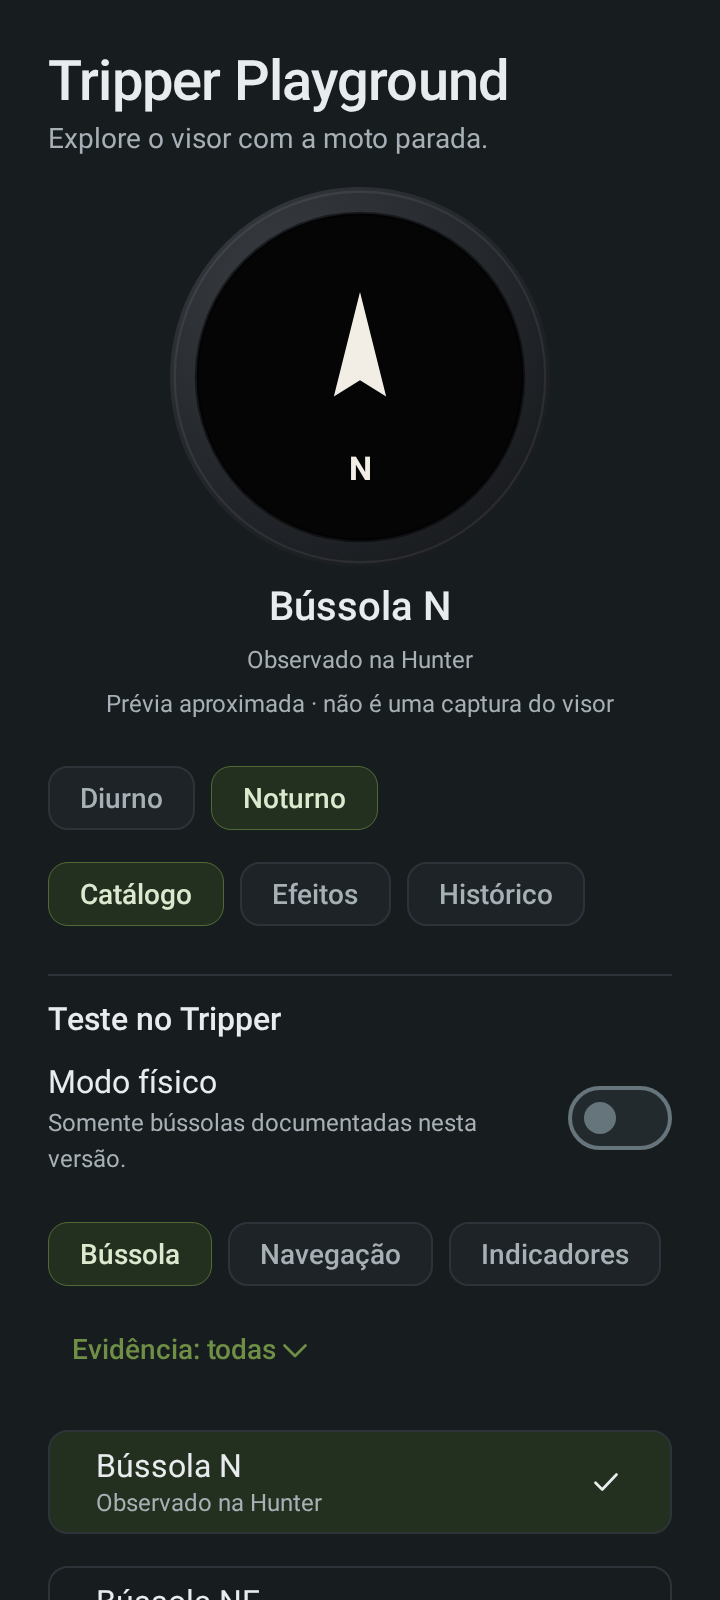 Tripper Playground
Explore o visor com a moto parada.
N
Bússola N
Observado na Hunter
Prévia aproximada · não é uma captura do visor
Diurno Noturno
Catálogo Efeitos Histórico
Teste no Tripper
Modo físico
Somente bússolas documentadas nesta
versão.
Bússola Navegação Indicadores
Evidência: todas
Bússola N
Observado na Hunter
Bússola NE